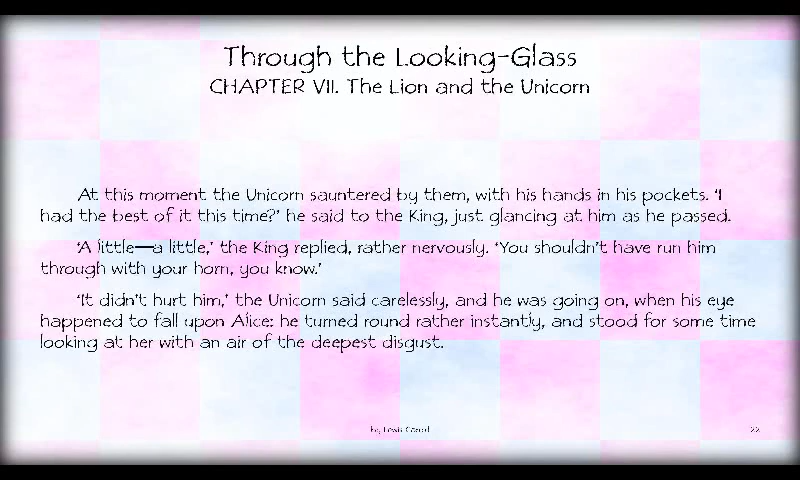 Through the Looking-Glass
CHAPTER VII. The Lion and the Unicorn
At this moment the Unicorn sauntered by them, with his hands in his pockets. 'I
had the best of it this time?' he said to the King, just glancing at him as he passed.
'A little—a little,' the King replied, rather nervously. 'You shouldn't have run him
through with your horn, you know.'
'It didn't hurt him,' the Unicorn said carelessly, and he was going on, when his eye
happened to fall upon Alice: he turned round rather instantly, and stood for some time
looking at her with an air of the deepest disgust.
by Lewis Carroll
22